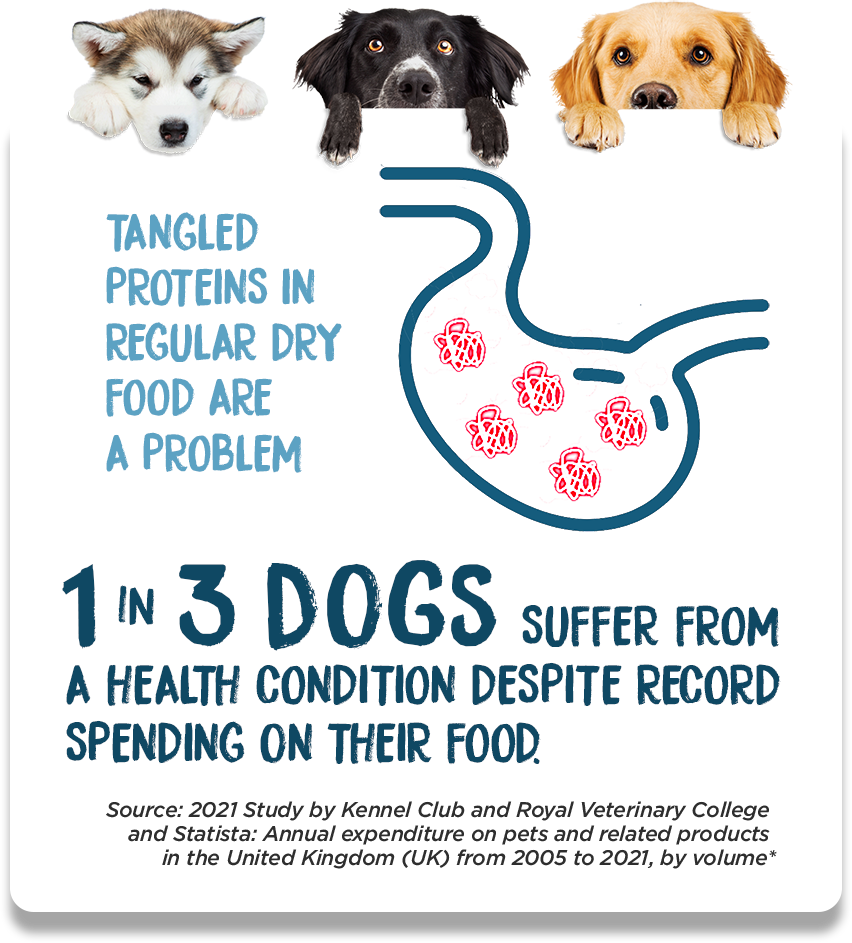 TANGLED
PROTEINS IN
REGULAR DRY
FOOD ARE
A PROBLEM
1 IN 3 DOGS SUFFER FROM
A HEALTH CONDITION DESPITE RECORD
SPENDING ON THEIR FOOD.
Source: 2021 Study by Kennel Club and Royal Veterinary College
and Statista: Annual expenditure on pets and related products
in the United Kingdom (UK) from 2005 to 2021, by volume*